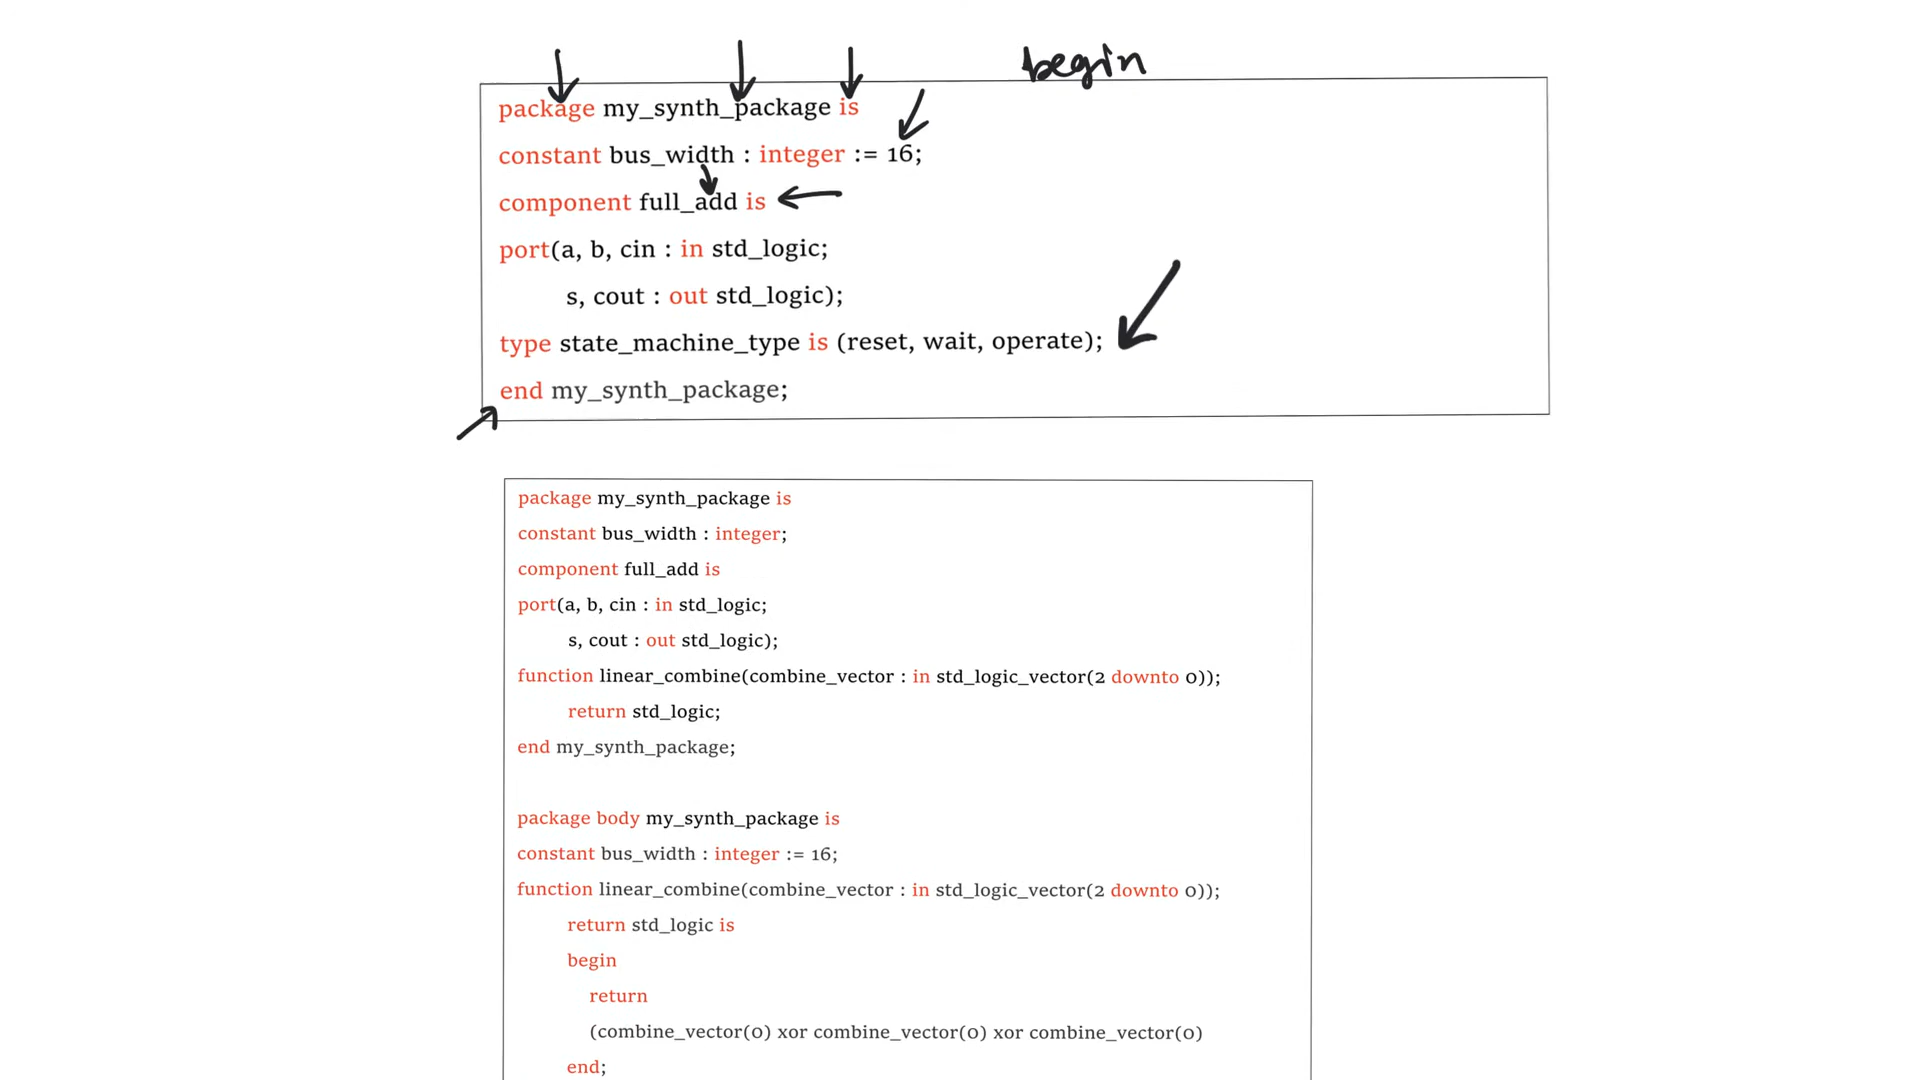 begin
package my_synth_package is
constant bus_width : integer := 16;
component full_add is
port(a, b, cin : in std_logic;
s, cout : out std_logic);
type state_machine_type is (reset, wait, operate);
end my_synth_package;
package my_synth_package is
constant bus_width : integer;
component full_add is
port(a, b, cin : in std_logic;
s, cout : out std_logic);
function linear_combine(combine_vector : in std_logic_vector(2 downto 0));
return std_logic;
end my_synth_package;
package body my_synth_package is
constant bus_width : integer := 16;
function linear_combine(combine_vector : in std_logic_vector(2 downto 0));
return std_logic is
begin
return
(combine_vector(0) xor combine_vector(0) xor combine_vector(0)
end;